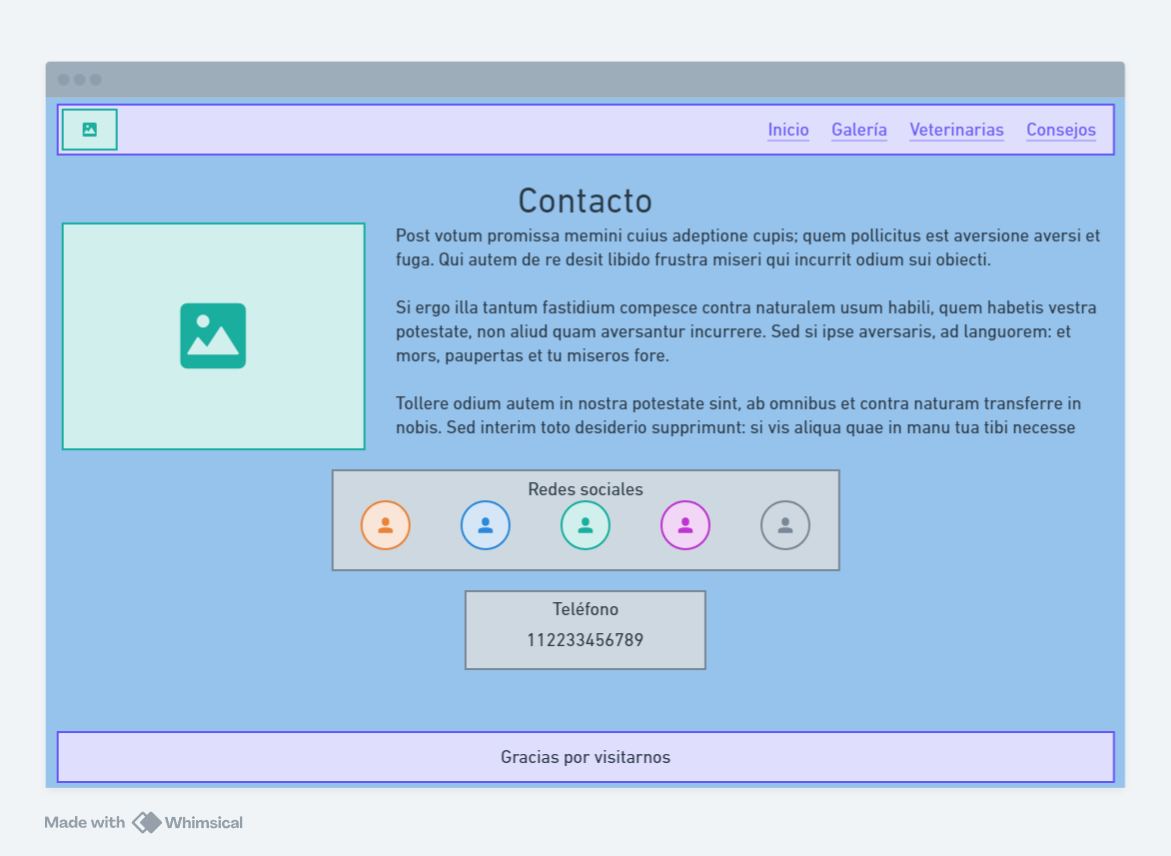 Inicio Galería Veterinarias Consejos
Contacto
Post votum promissa memini cuius adeptione cupis; quem pollicitus est aversione aversi et
fuga. Qui autem de re desit libido frustra miseri qui incurrit odium sui obiecti.
Si ergo illa tantum fastidium compesce contra naturalem usum habili, quem habetis vestra
potestate, non aliud quam aversantur incurrere. Sed si ipse aversaris, ad languorem: et
mors, paupertas et tu miseros fore.
Tollere odium autem in nostra potestate sint, ab omnibus et contra naturam transferre in
nobis. Sed interim toto desiderio supprimunt: si vis aliqua quae in manu tua tibi necesse
Redes sociales
Teléfono
112233456789
Gracias por visitarnos
Made with Whimsical